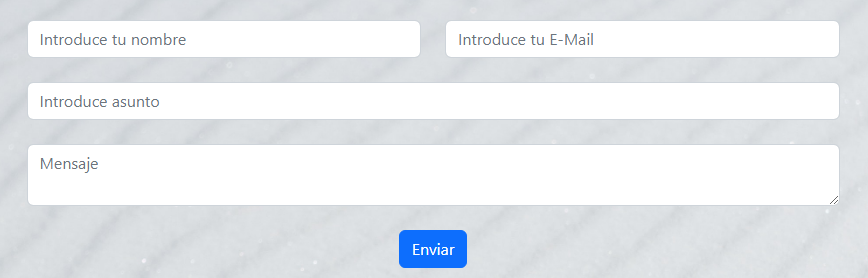 Introduce tu nombre
Introduce tu E-Mail
Introduce asunto
Mensaje
Enviar